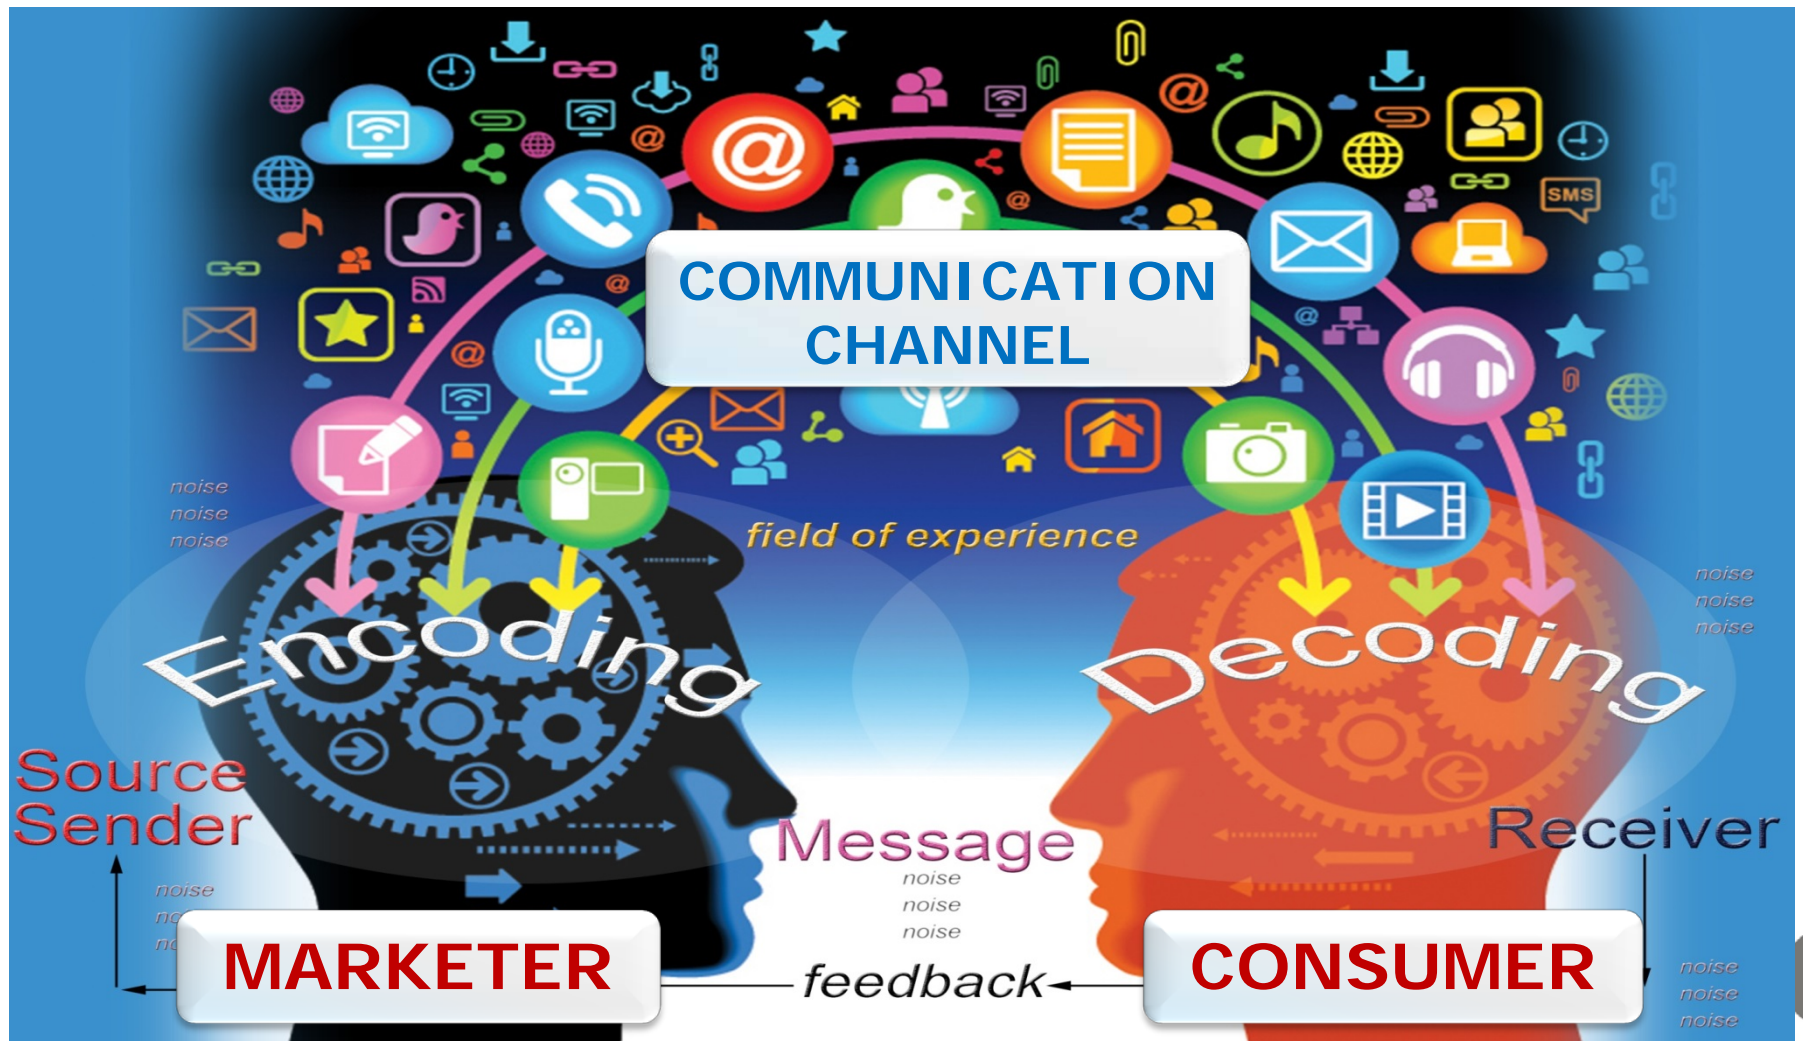 @
@
@
@
SMS
@
@
@
@
COMMUNICATION
CHANNEL
noise
noise
noise
field of experience
noise
noise
noise
Encoding
Decoding
Source
Sender
Message
Receiver
noise
noise
noise
noise
noise
MARKETER
feedback
CONSUMER
noise
noise
noise